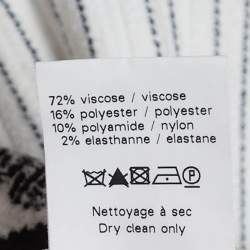 72% viscose / viscose
16% polyester / polyester
10% polyamide / nylon
2% elasthanne / elastane
P
Nettoyage à sec
Dry clean only